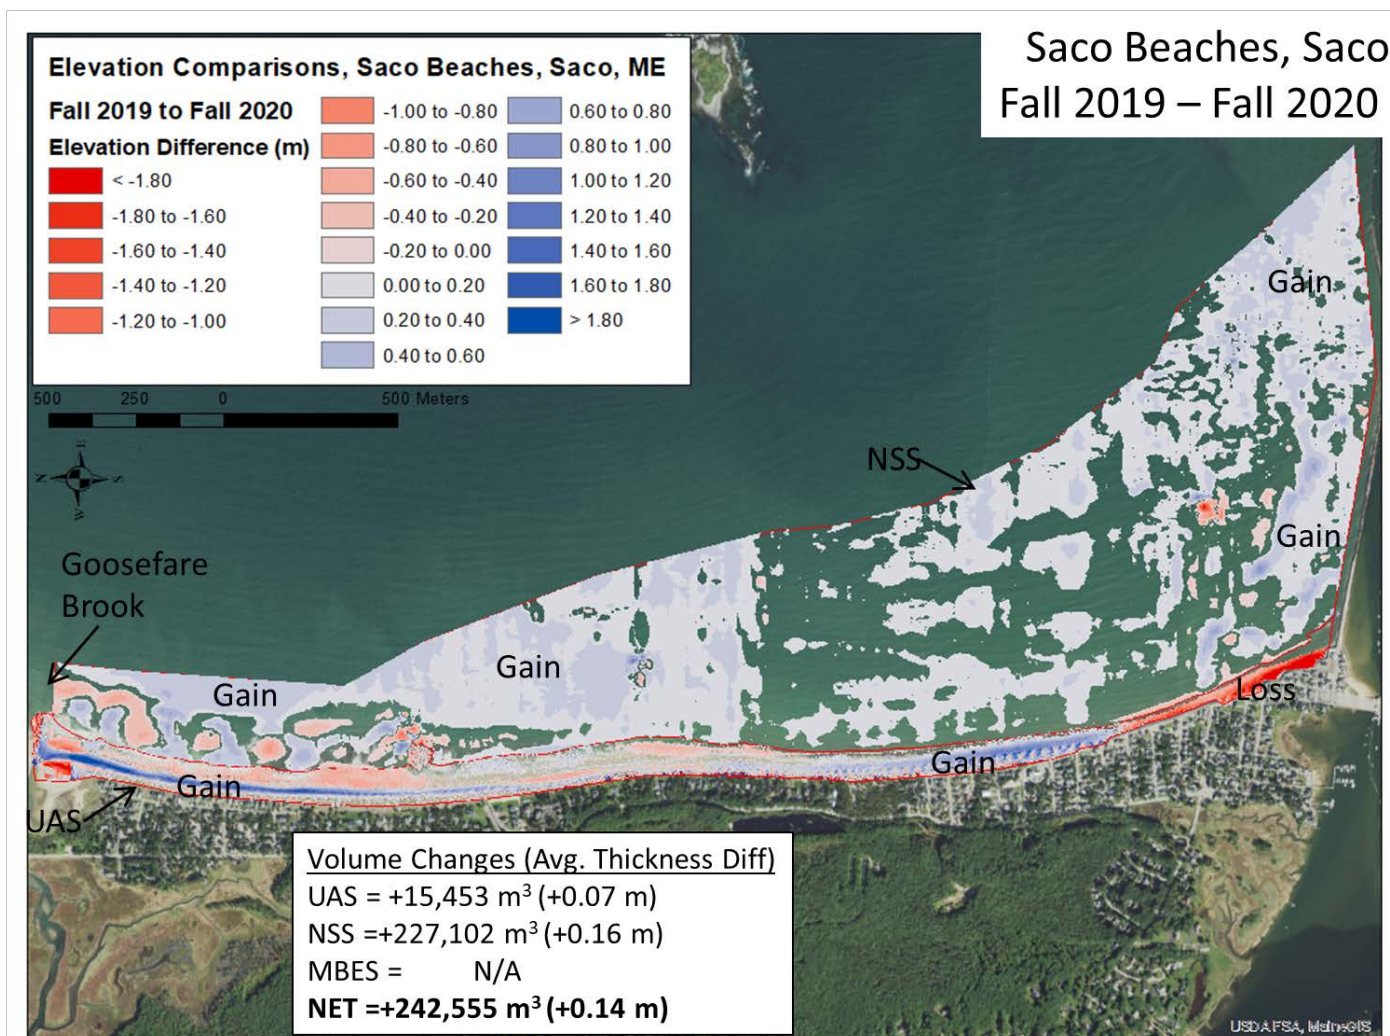 Saco Beaches, Saco
Fall 2019 – Fall 2020
Elevation Comparisons, Saco Beaches, Saco, ME
Fall 2019 to Fall 2020
Elevation Difference (m)
< -1.80
-1.80 to -1.60
-1.60 to -1.40
-1.40 to -1.20
-1.20 to -1.00
-1.00 to -0.80
-0.80 to -0.60
-0.60 to -0.40
-0.40 to -0.20
-0.20 to 0.00
0.00 to 0.20
0.20 to 0.40
0.40 to 0.60
0.60 to 0.80
0.80 to 1.00
1.00 to 1.20
1.20 to 1.40
1.40 to 1.60
1.60 to 1.80
> 1.80
500 250 0 500 Meters
E
N S
W
Gain
NSS
Gain
Goosefare
Brook
Gain
Gain
Loss
Gain
Gain
UAS
Volume Changes (Avg. Thickness Diff)
UAS = +15,453 m³ (+0.07 m)
NSS =+227,102 m³ (+0.16 m)
MBES = N/A
NET =+242,555 m³ (+0.14 m)
USDA FSA, MaineGIS